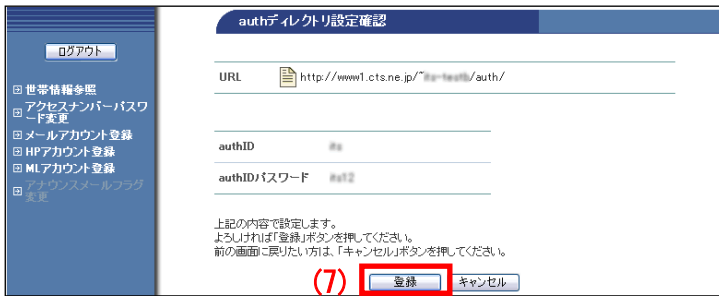 authディレクトリ設定確認
ログアウト
URL http://www1.cts.ne.jp/~/auth/
世帯情報参照
アクセスナンバーパスワ
ード変更
メールアカウント登録
HPアカウント登録
MLアカウント登録
アナウンスメールフラグ
変更
authID
authIDパスワード
上記の内容で設定します。
よろしければ「登録」ボタンを押してください。
前の画面に戻りたい方は、「キャンセル」ボタンを押してください。
(7) 登録 キャンセル